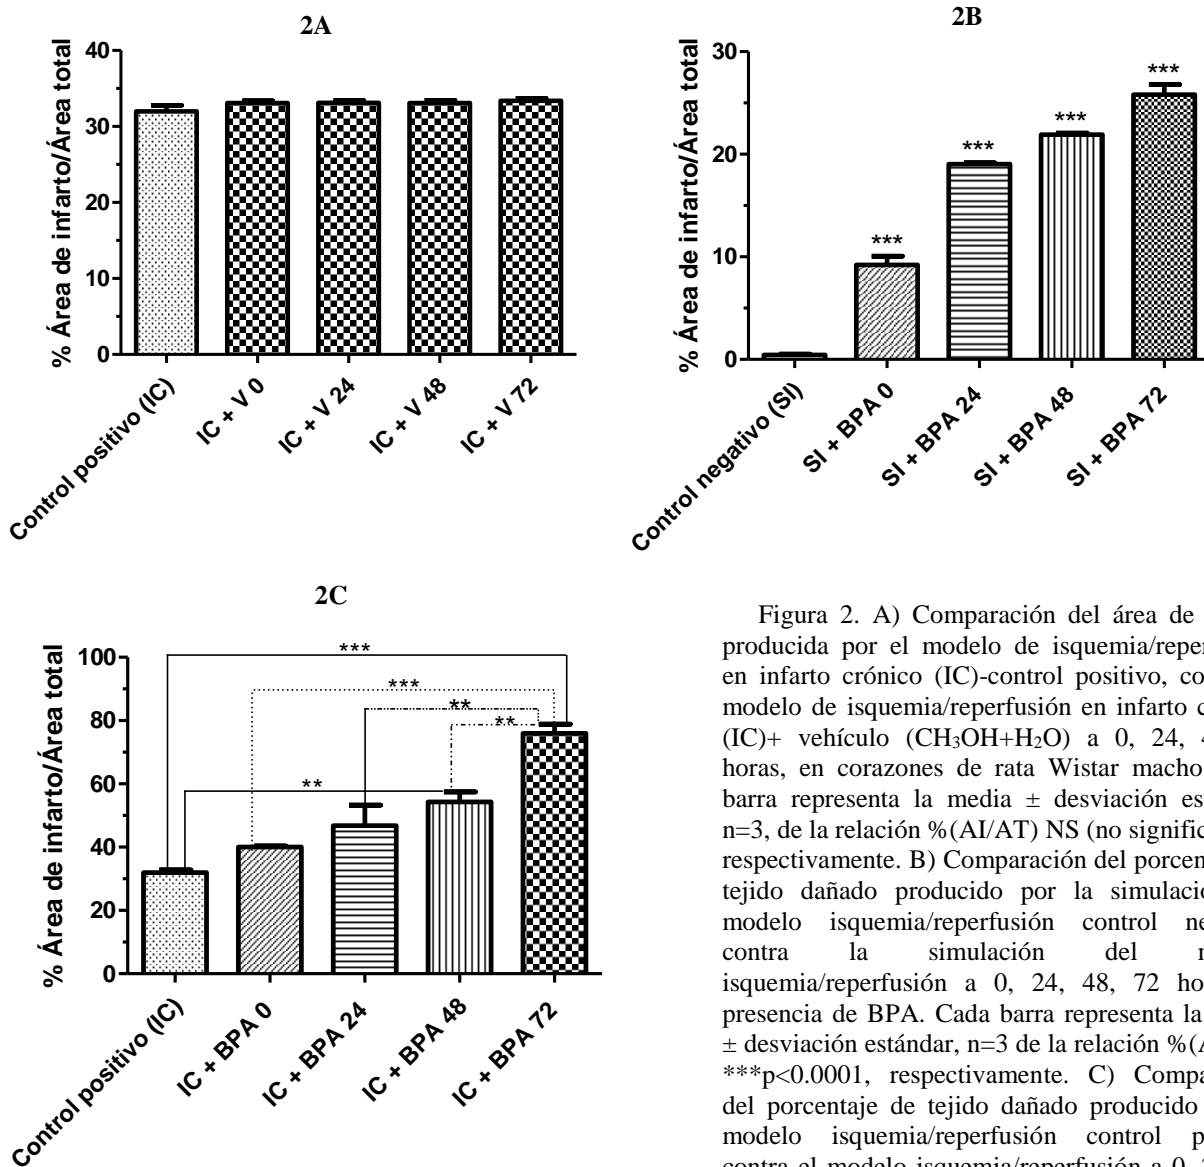 2A
% Área de infarto/Área total
40
30
20
10
0
Control positivo (IC)
IC + V 0
IC + V 24
IC + V 48
IC + V 72
2B
% Área de infarto/Área total
30
20
10
0
***
***
***
***
Control negativo (SI)
SI + BPA 0
SI + BPA 24
SI + BPA 48
SI + BPA 72
2C
% Área de infarto/Área total
100
80
60
40
20
0
***
***
**
**
**
Control positivo (IC)
IC + BPA 0
IC + BPA 24
IC + BPA 48
IC + BPA 72
Figura 2. A) Comparación del área de
producida por el modelo de isquemia/reper
en infarto crónico (IC)-control positivo, co
modelo de isquemia/reperfusión en infarto c
(IC)+ vehículo (CH₃OH+H₂O) a 0, 24, 4
horas, en corazones de rata Wistar macho
barra representa la media ± desviación es
n=3, de la relación %(AI/AT) NS (no signific
respectivamente. B) Comparación del porcen
tejido dañado producido por la simulació
modelo isquemia/reperfusión control ne
contra la simulación del m
isquemia/reperfusión a 0, 24, 48, 72 ho
presencia de BPA. Cada barra representa la
± desviación estándar, n=3 de la relación %(A
***p<0.0001, respectivamente. C) Compa
del porcentaje de tejido dañado producido
modelo isquemia/reperfusión control p
contra el modelo isquemia/reperfusión a 0,